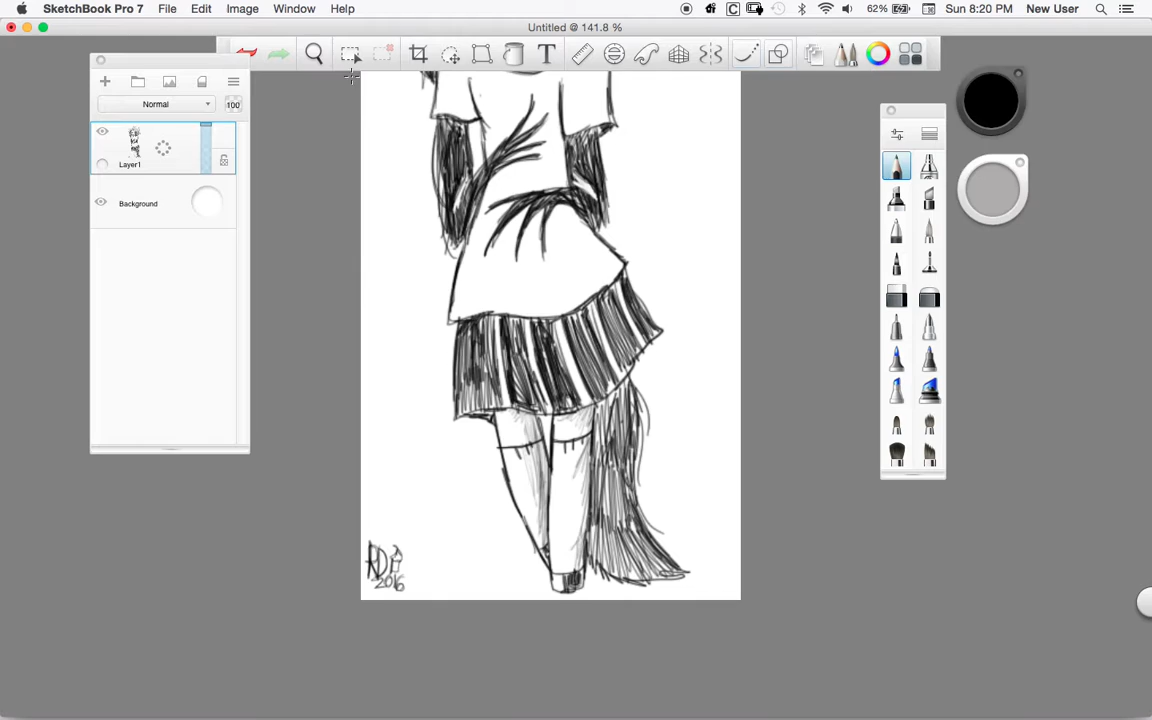 SketchBook Pro 7 File Edit Image Window Help
62% Sun 8:20 PM New User
Untitled @ 141.8 %
T
Normal
100
Layer1
Background
RD
2016